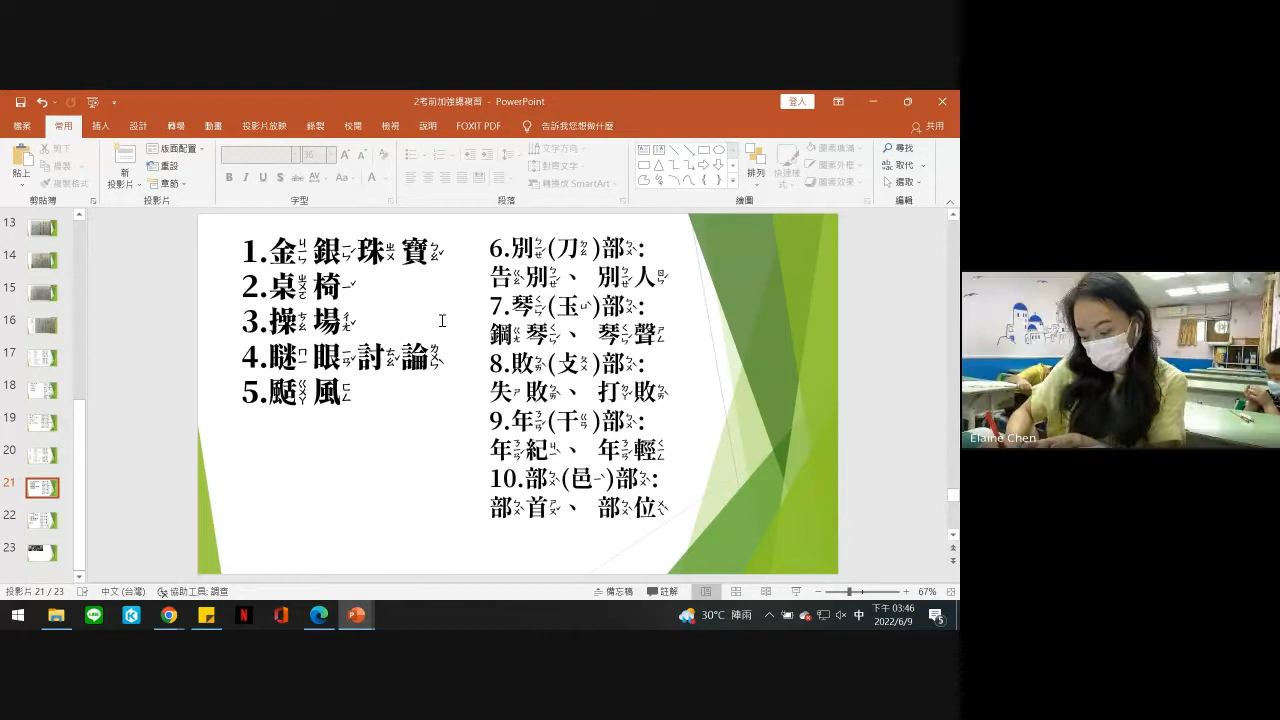 2考前加強總複習 - PowerPoint
登入
檔案 常用 插入 設計 轉場 動畫 投影片放映 錄製 校閱 檢視 說明 FOXIT PDF 告訴我您想做什麼 共用
貼上 剪下 複製 複製格式 剪貼簿
新投影片 版面配置 重設 章節 投影片
36 B I U S abc AV Aa A 字型
文字方向 對齊文字 轉換成 SmartArt 段落
排列 快速樣式 圖案填滿 圖案外框 圖案效果 繪圖
尋找 取代 選取 編輯
13
14
15
16
17
18
19
20
21
22
23
1.金銀珠寶
2.桌椅
3.操場
4.瞇眼討論
5.颳風
6.別(刀)部:
告別、別人
7.琴(玉)部:
鋼琴、琴聲
8.敗(攴)部:
失敗、打敗
9.年(干)部:
年紀、年輕
10.部(邑)部:
部首、部位
Elaine Chen
投影片 21 / 23 中文 (台灣) 協助工具: 調查 備忘稿 註解 67%
30°C 陣雨 中 下午 03:46
2022/6/9 5